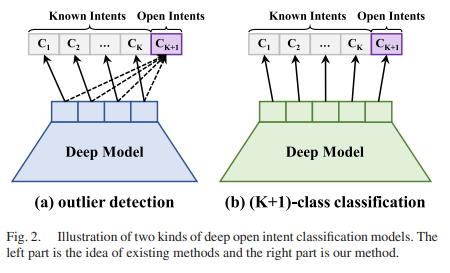 Known Intents Open Intents
C1 C2 ... CK CK+1
Deep Model
(a) outlier detection
Known Intents Open Intents
C1 C2 ... CK CK+1
Deep Model
(b) (K+1)-class classification
Fig. 2. Illustration of two kinds of deep open intent classification models. The
left part is the idea of existing methods and the right part is our method.